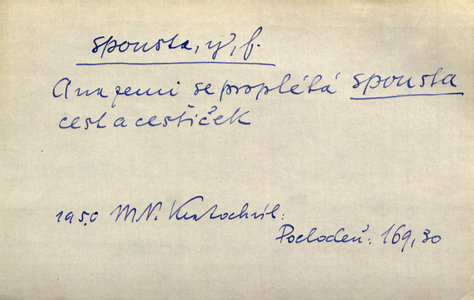 spousta, y, f.
A na zemi se proplétá spousta
cest a cestiček
1950 M.V. Kratochvíl:
Pochodeň: 169,30